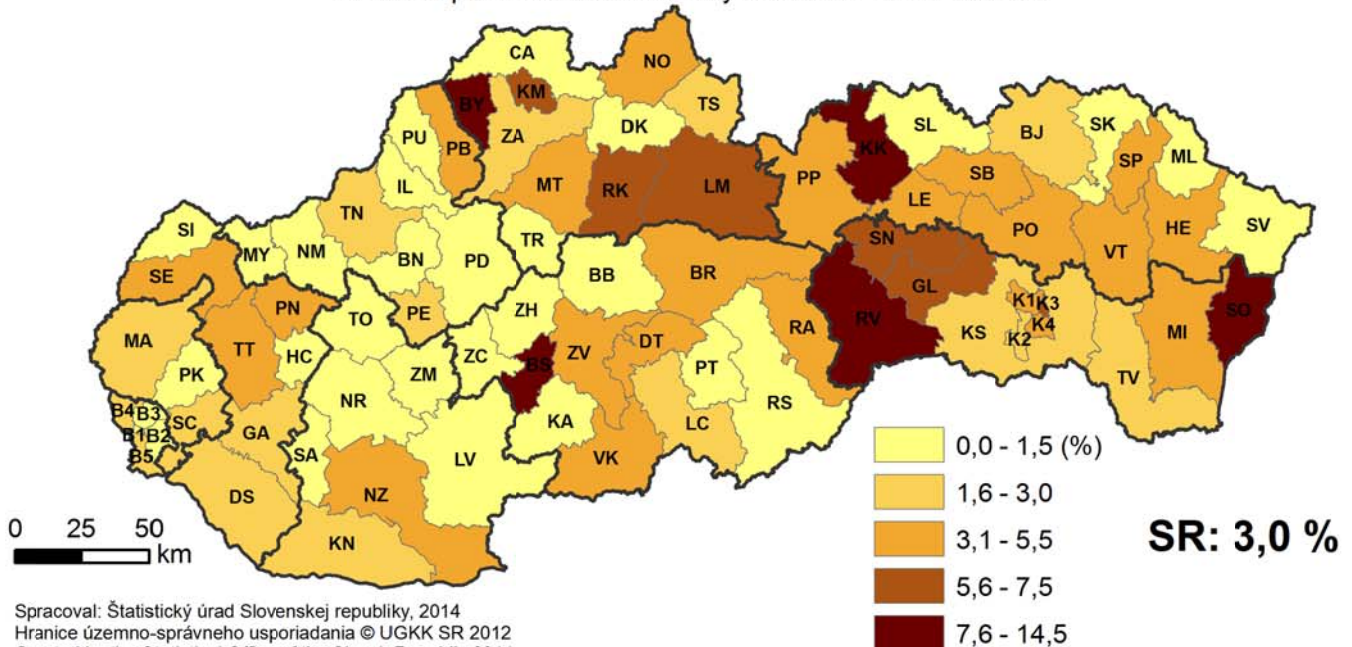 CA
NO
BY
KM
TS
PU
PB
ZA
DK
SL
BJ
SK
SP
ML
KK
IL
MT
RK
LM
PP
SB
LE
SV
TN
SI
MY
NM
BN
PD
TR
SN
PO
VT
HE
SE
BB
BR
GL
PN
TO
PE
ZH
MA
TT
HC
ZC
BS
ZV
DT
RA
RV
KS
K1
K3
K4
K2
MI
SO
PK
ZM
PT
TV
NR
B4
B3
SC
GA
KA
LC
RS
B1
B2
B5
SA
LV
VK
DS
NZ
KN
0,0 - 1,5 (%)
1,6 - 3,0
3,1 - 5,5
5,6 - 7,5
7,6 - 14,5
SR: 3,0 %
0 25 50
km
Spracoval: Štatistický úrad Slovenskej republiky, 2014
Hranice územno-správneho usporiadania © UGKK SR 2012